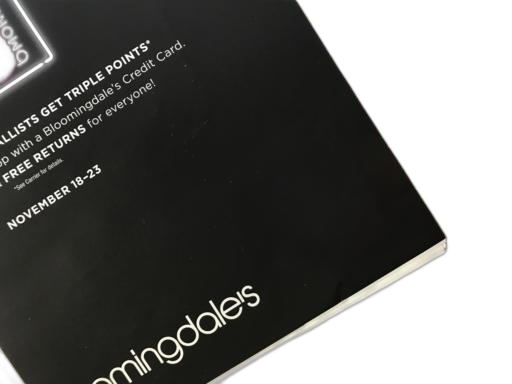 ALLISTS GET TRIPLE POINTS*
op with a Bloomingdale's Credit Card.
FREE RETURNS for everyone!
*See Carrier for details.
NOVEMBER 18–23
omingdale's